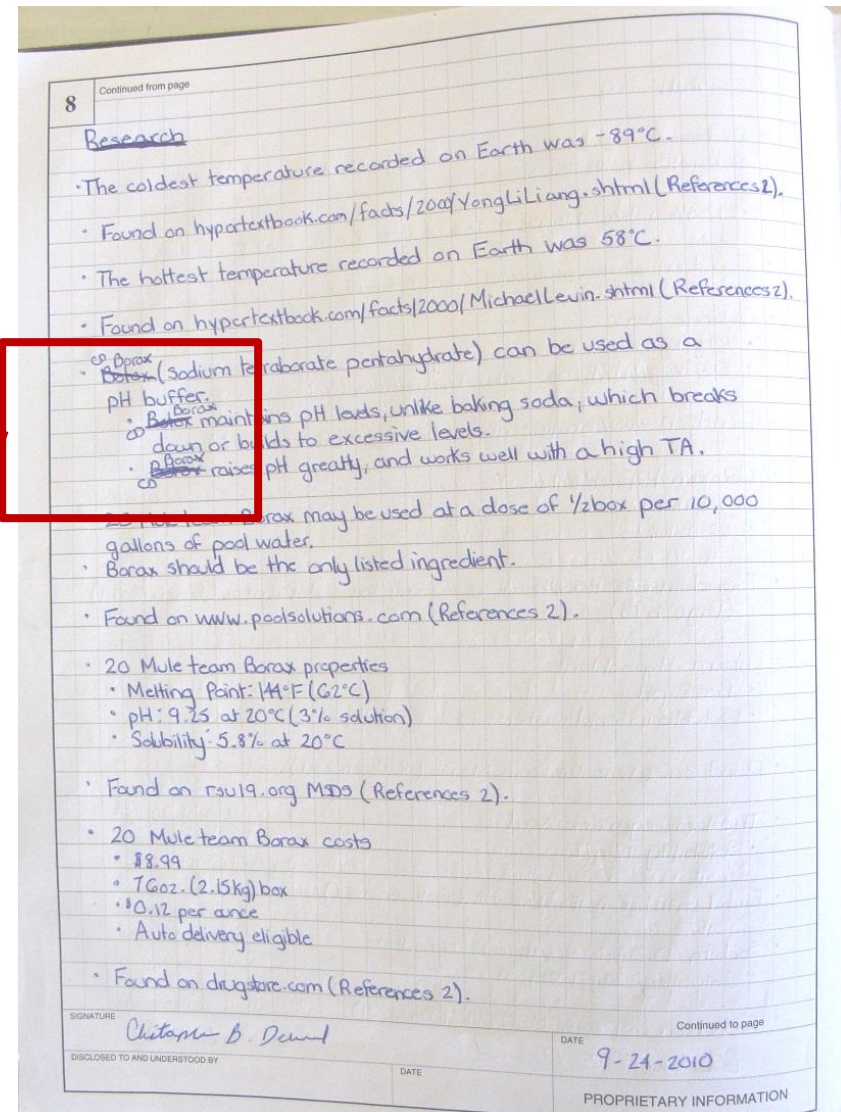 8 Continued from page
Research
· The coldest temperature recorded on Earth was -89°C.
· Found on hypertextbook.com/facts/2000/YongLiLiang.shtml (References 2).
· The hottest temperature recorded on Earth was 58°C.
· Found on hypertextbook.com/facts/2000/MichaelLevin.shtml (References 2).
CD Borax
· Botox (sodium tetraborate pentahydrate) can be used as a
pH buffer.
Borax
· CD Botox maintains pH levels, unlike baking soda, which breaks
down or builds to excessive levels.
Borax
· CD raises pH greatly, and works well with a high TA.
20 Mule team Borax may be used at a dose of 1/2 box per 10,000
gallons of pool water.
· Borax should be the only listed ingredient.
· Found on www.poolsolutions.com (References 2).
· 20 Mule team Borax properties
· Melting Point: 144°F (62°C)
· pH: 9.25 at 20°C (3% solution)
· Solubility: 5.8% at 20°C
· Found on rsu19.org MSDS (References 2).
· 20 Mule team Borax costs
· $8.99
· 76oz. (2.15Kg) box
· $0.12 per ounce
· Auto delivery eligible
· Found on drugstore.com (References 2).
SIGNATURE
B.
Continued to page
DATE
9-24-2010
DISCLOSED TO AND UNDERSTOOD BY
DATE
PROPRIETARY INFORMATION